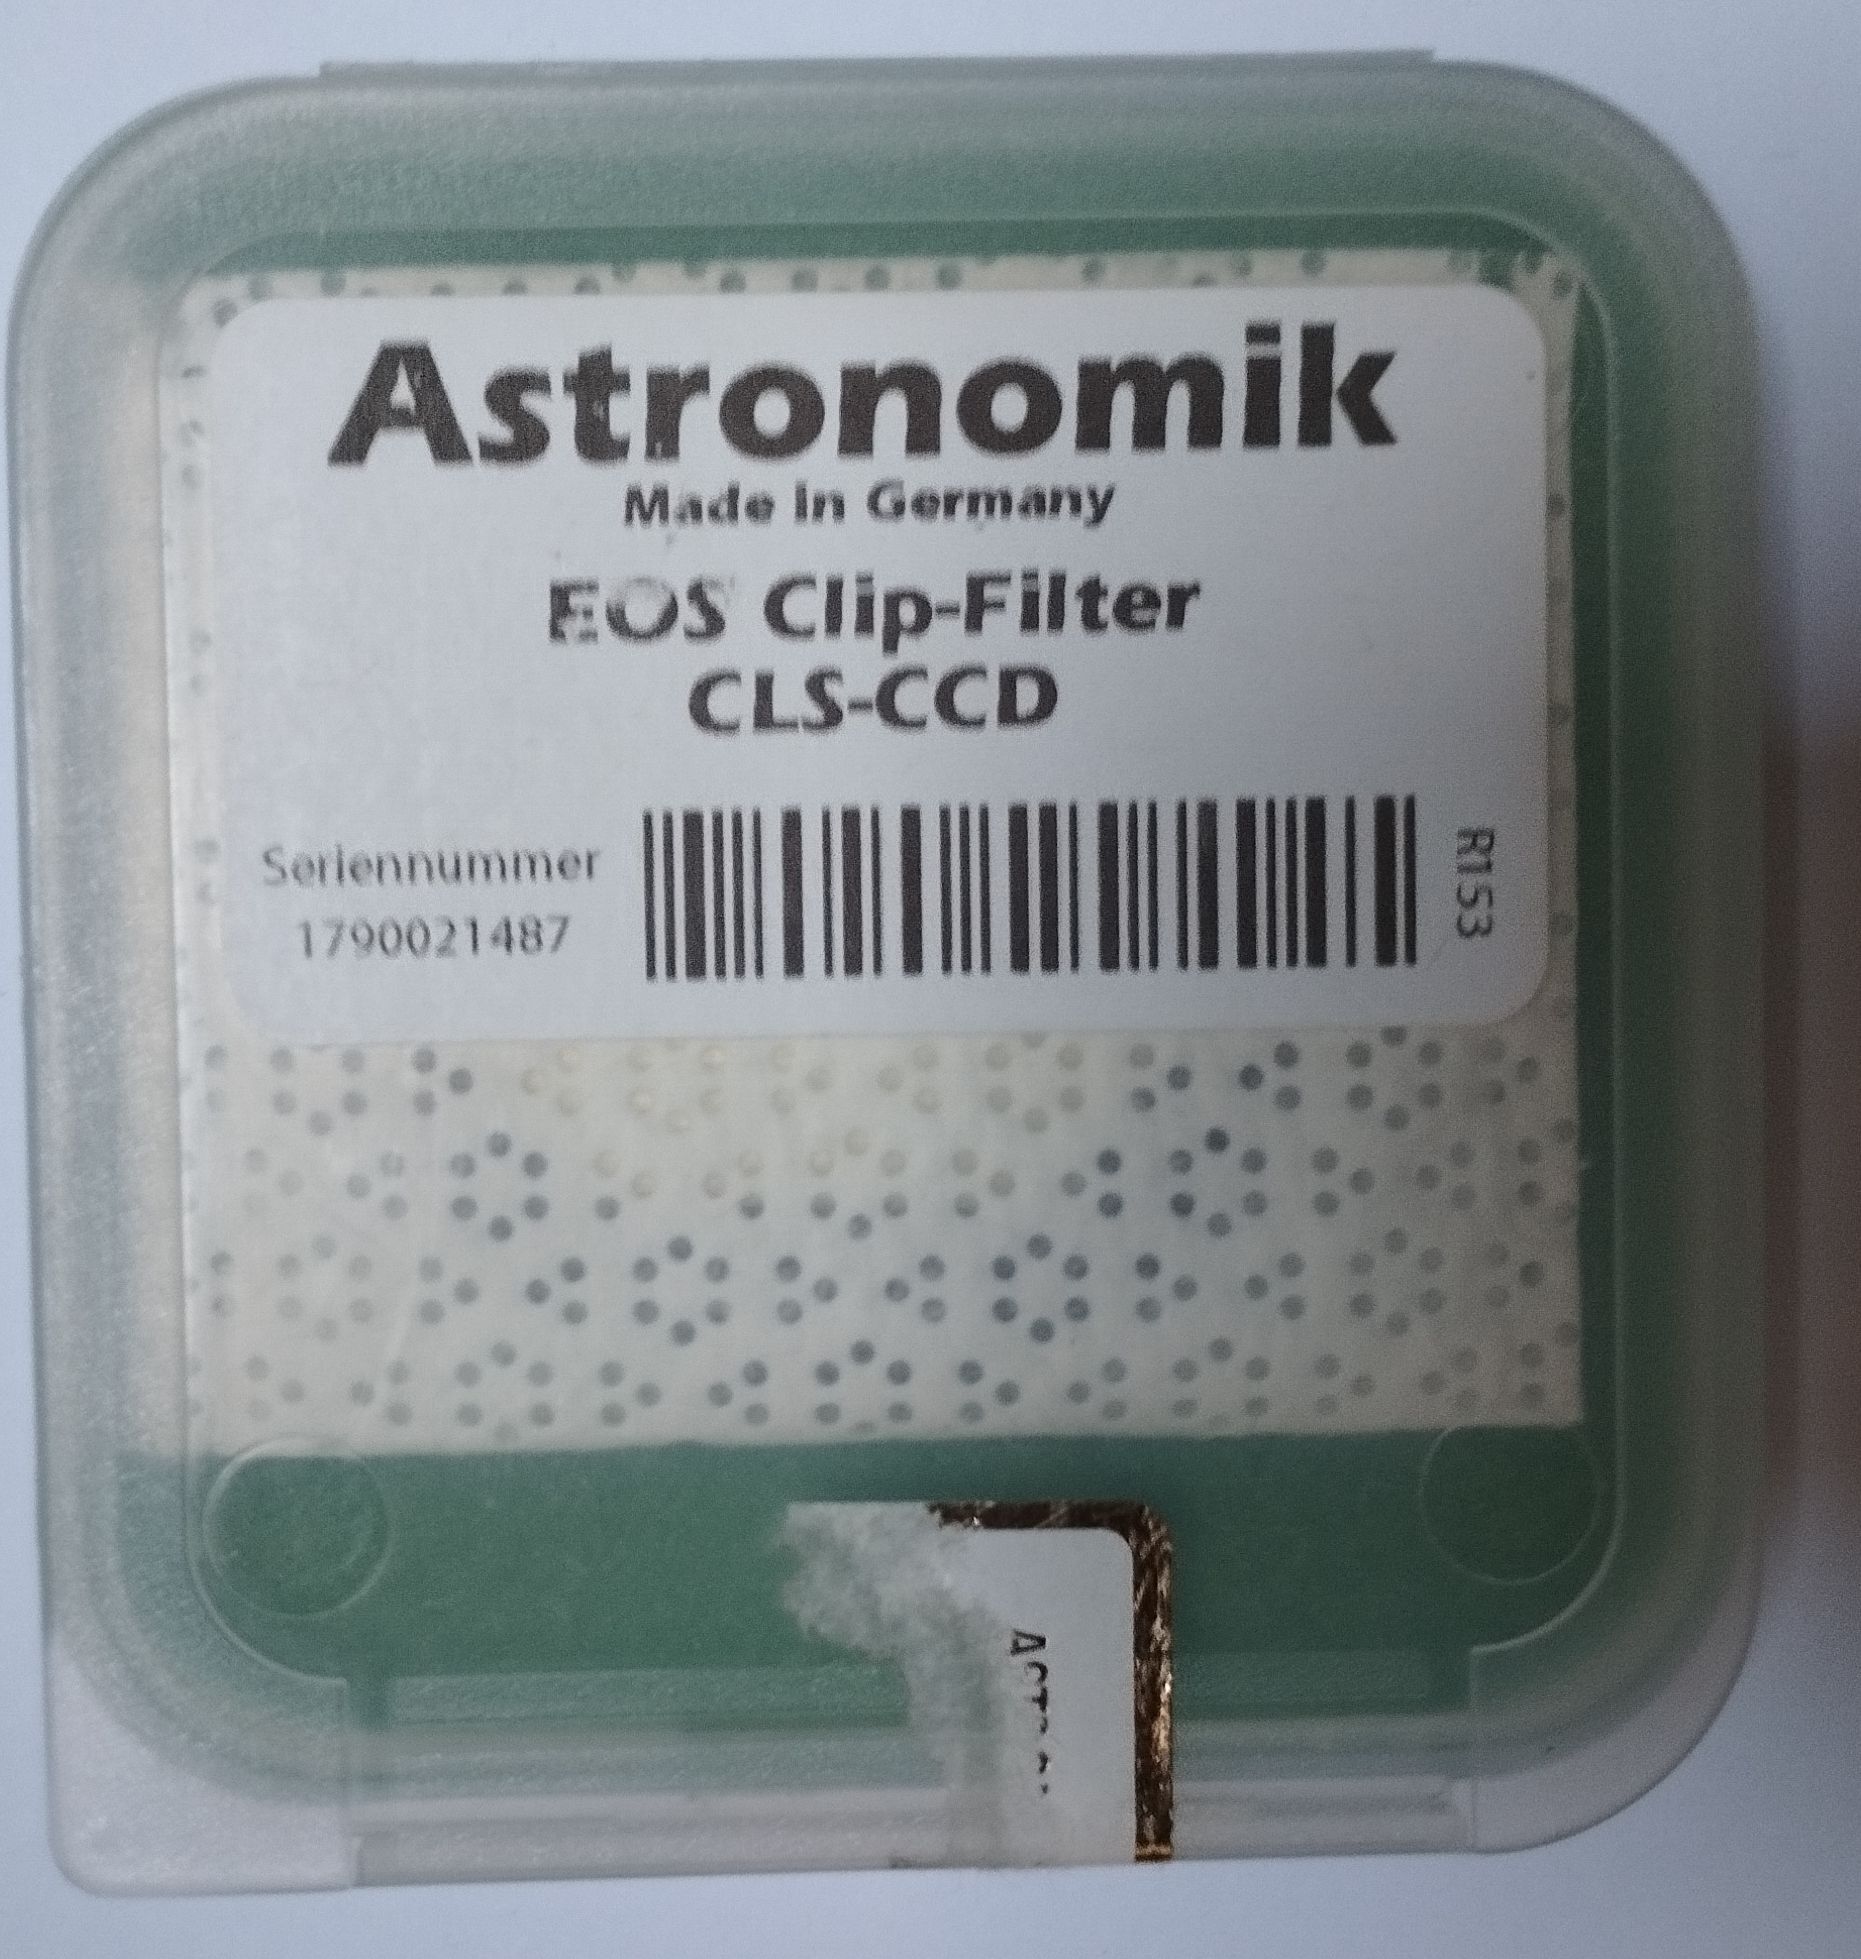 Astronomik
Made in Germany
EOS Clip-Filter
CLS-CCD
Seriennummer
1790021487
R153